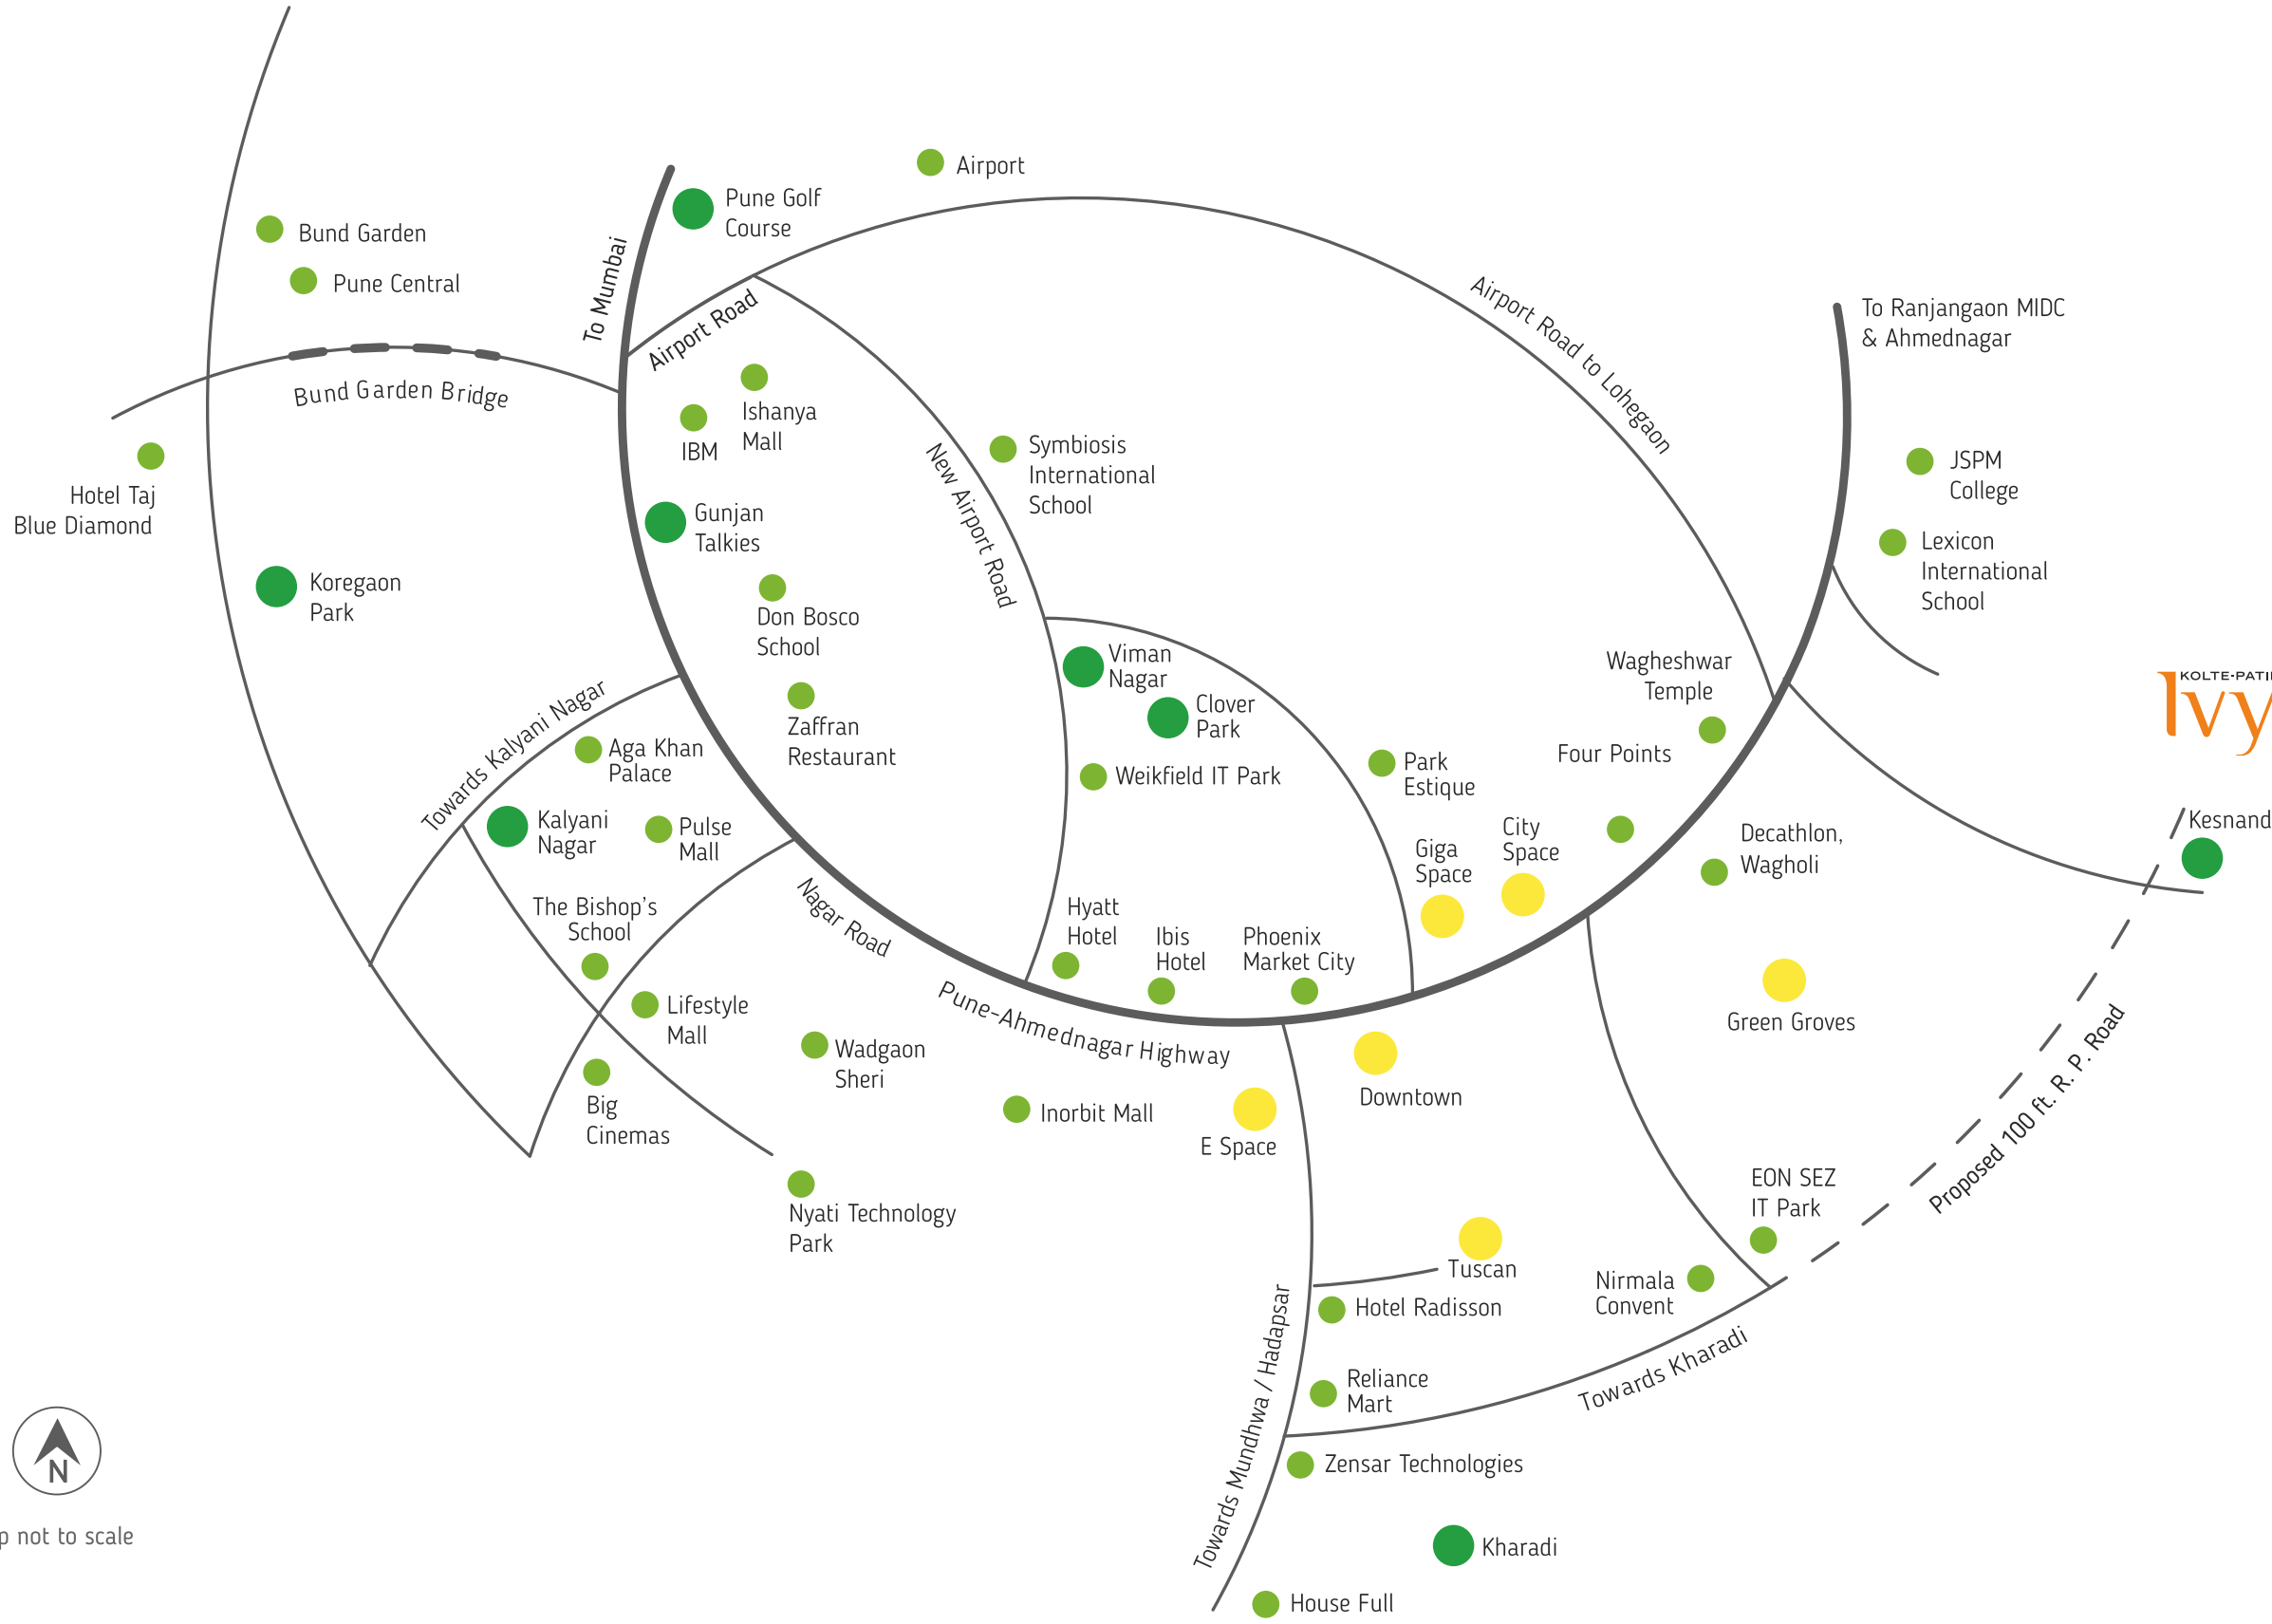 Airport
Pune Golf
Course
Bund Garden
Pune Central
To Mumbai
Airport Road
Airport Road to Lohegaon
To Ranjangaon MIDC
& Ahmednagar
Bund Garden Bridge
Ishanya
Mall
IBM
New Airport Road
Symbiosis
International
School
JSPM
College
Hotel Taj
Blue Diamond
Gunjan
Talkies
Lexicon
International
School
Koregaon
Park
Don Bosco
School
Viman
Nagar
Wagheshwar
Temple
KOLTE-PATI
Ivy
Towards Kalyani Nagar
Zaffran
Restaurant
Clover
Park
Aga Khan
Palace
Weikfield IT Park
Park
Estique
Four Points
Kalyani
Nagar
Pulse
Mall
City
Space
Giga
Space
Decathlon,
Wagholi
Kesnand
The Bishop's
School
Nagar Road
Hyatt
Hotel
Ibis
Hotel
Phoenix
Market City
Lifestyle
Mall
Pune-Ahmednagar Highway
Green Groves
Wadgaon
Sheri
Big
Cinemas
Inorbit Mall
E Space
Downtown
Proposed 100 ft. R. P. Road
Nyati Technology
Park
EON SEZ
IT Park
Tuscan
Nirmala
Convent
Hotel Radisson
Towards Mundhwa / Hadapsar
Reliance
Mart
Towards Kharadi
Zensar Technologies
N
p not to scale
Kharadi
House Full